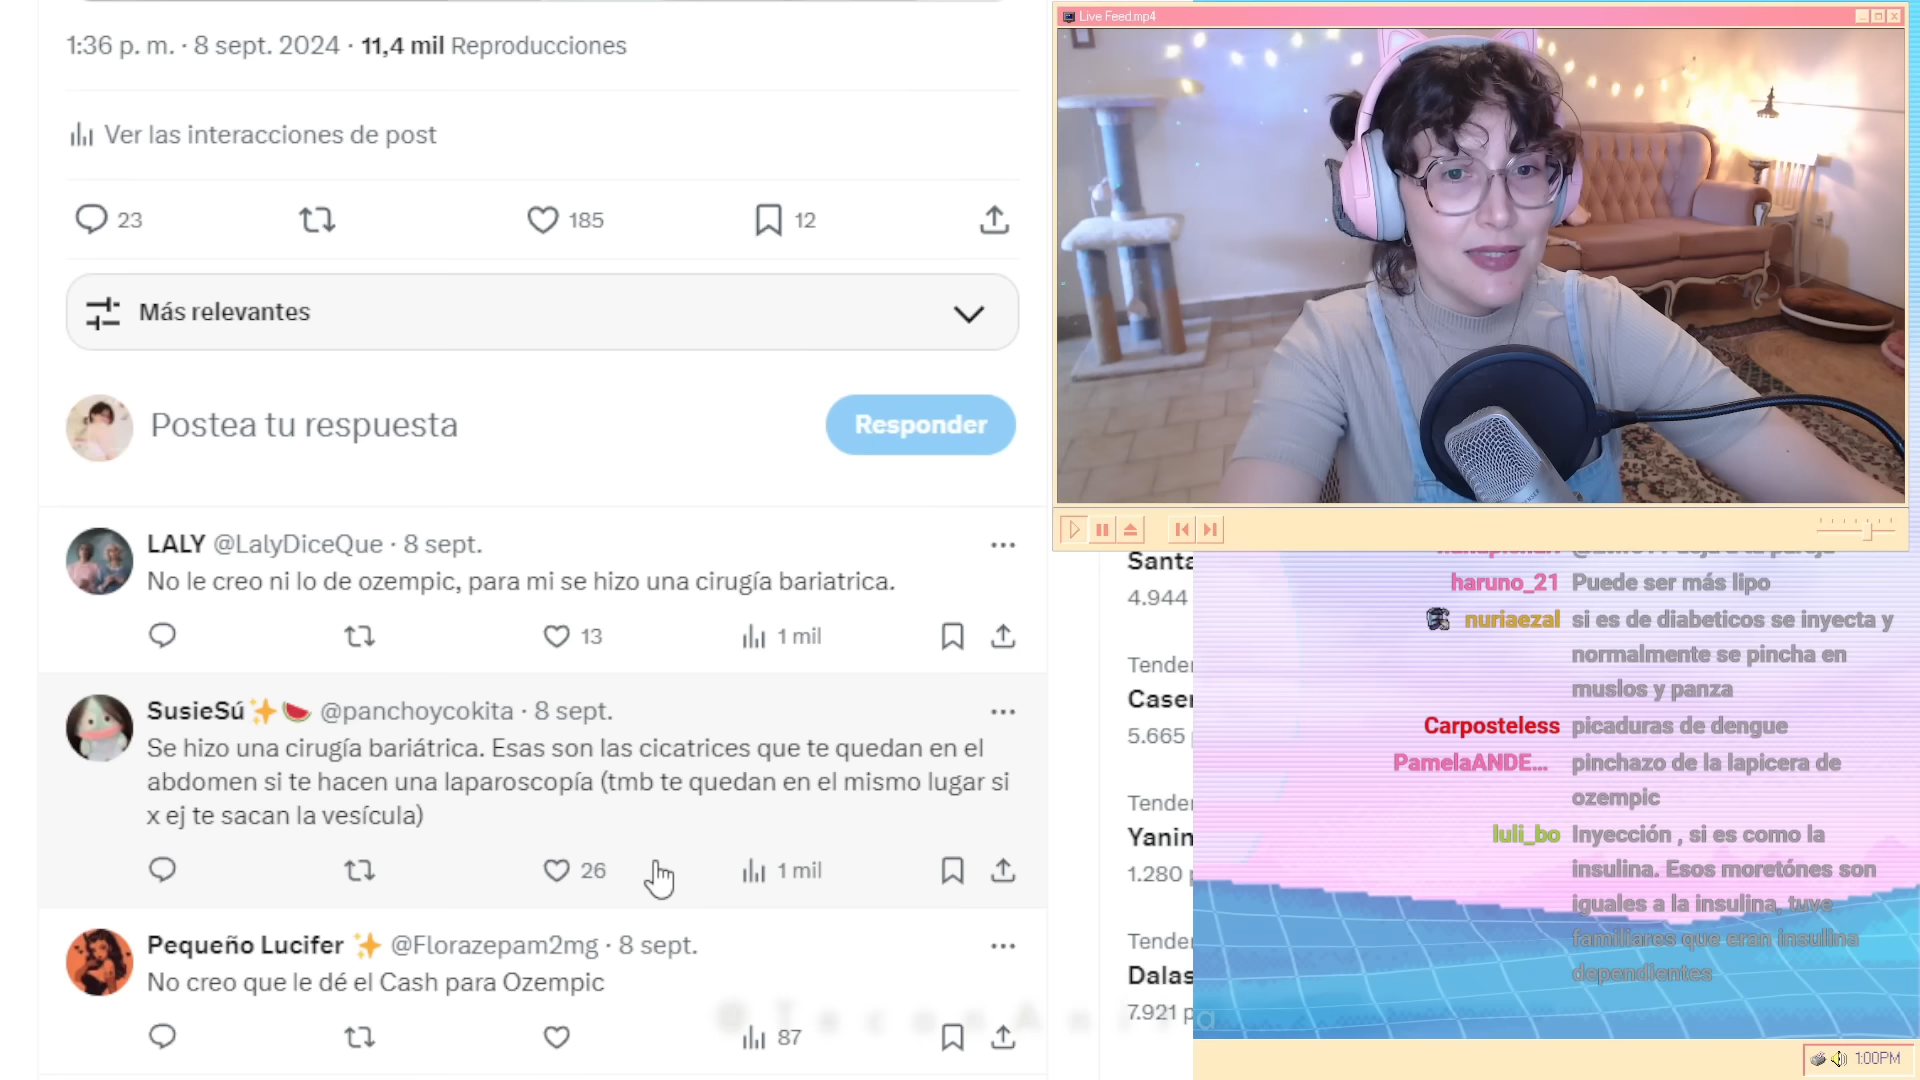 1:36 p. m. · 8 sept. 2024 · 11,4 mil Reproducciones
Ver las interacciones de post
23
185
12
Más relevantes
Postea tu respuesta
Responder
LALY @LalyDiceQue · 8 sept.
No le creo ni lo de ozempic, para mi se hizo una cirugía bariatrica.
13
1 mil
SusieSú✨🍉 @panchoycokita · 8 sept.
Se hizo una cirugía bariátrica. Esas son las cicatrices que te quedan en el
abdomen si te hacen una laparoscopía (tmb te quedan en el mismo lugar si
x ej te sacan la vesícula)
26
1 mil
Pequeño Lucifer ✨ @Florazepam2mg · 8 sept.
No creo que le dé el Cash para Ozempic
87
Live Feed.mp4
Santa
4.944
Tender
Caser
5.665
Tender
Yanin
1.280 p
Tender
Dalas
7.921 p
haruno_21 Puede ser más lipo
nuriaezal si es de diabeticos se inyecta y
normalmente se pincha en
muslos y panza
Carposteless picaduras de dengue
PamelaANDE... pinchazo de la lapicera de
ozempic
luli_bo Inyección , si es como la
insulina. Esos moretónes son
iguales a la insulina, tuve
familiares que eran insulina
dependientes
1:00PM